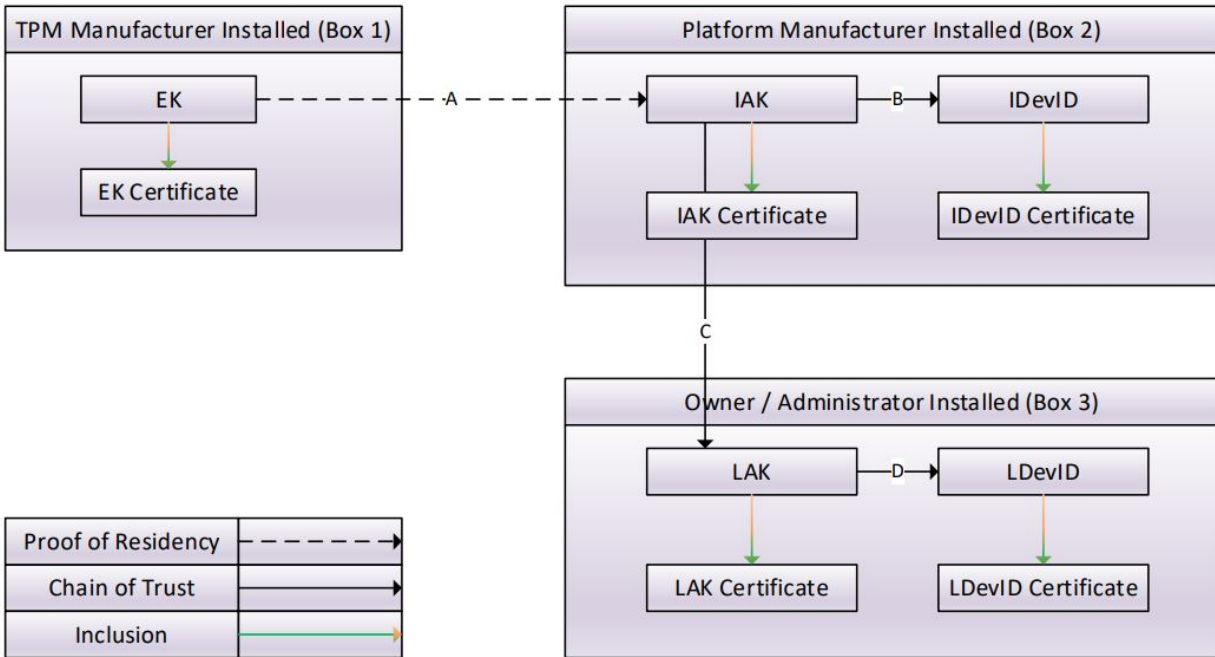 TPM Manufacturer Installed (Box 1)
EK
EK Certificate
A
Platform Manufacturer Installed (Box 2)
IAK
B
IDevID
IAK Certificate
IDevID Certificate
C
Owner / Administrator Installed (Box 3)
LAK
D
LDevID
LAK Certificate
LDevID Certificate
Proof of Residency
Chain of Trust
Inclusion